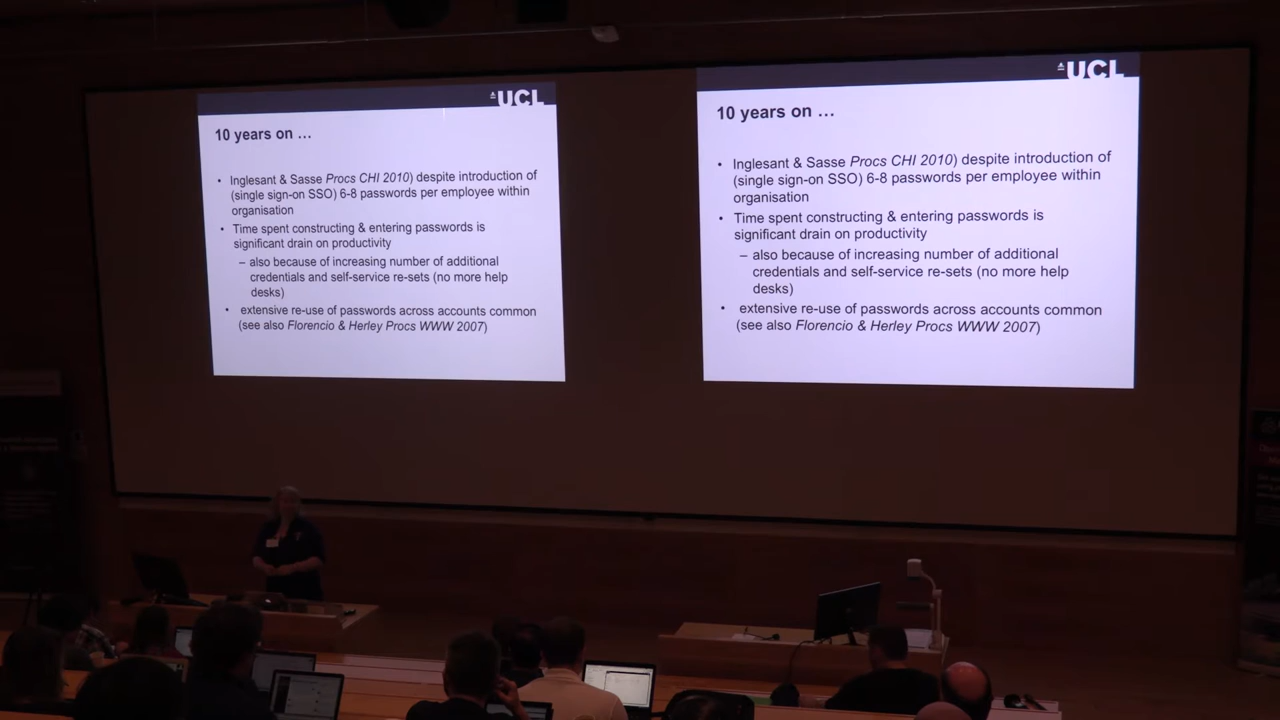 UCL
10 years on …
• Inglesant & Sasse Procs CHI 2010) despite introduction of
(single sign-on SSO) 6-8 passwords per employee within
organisation
• Time spent constructing & entering passwords is
significant drain on productivity
– also because of increasing number of additional
credentials and self-service re-sets (no more help
desks)
• extensive re-use of passwords across accounts common
(see also Florencio & Herley Procs WWW 2007)
UCL
10 years on …
• Inglesant & Sasse Procs CHI 2010) despite introduction of
(single sign-on SSO) 6-8 passwords per employee within
organisation
• Time spent constructing & entering passwords is
significant drain on productivity
– also because of increasing number of additional
credentials and self-service re-sets (no more help
desks)
• extensive re-use of passwords across accounts common
(see also Florencio & Herley Procs WWW 2007)